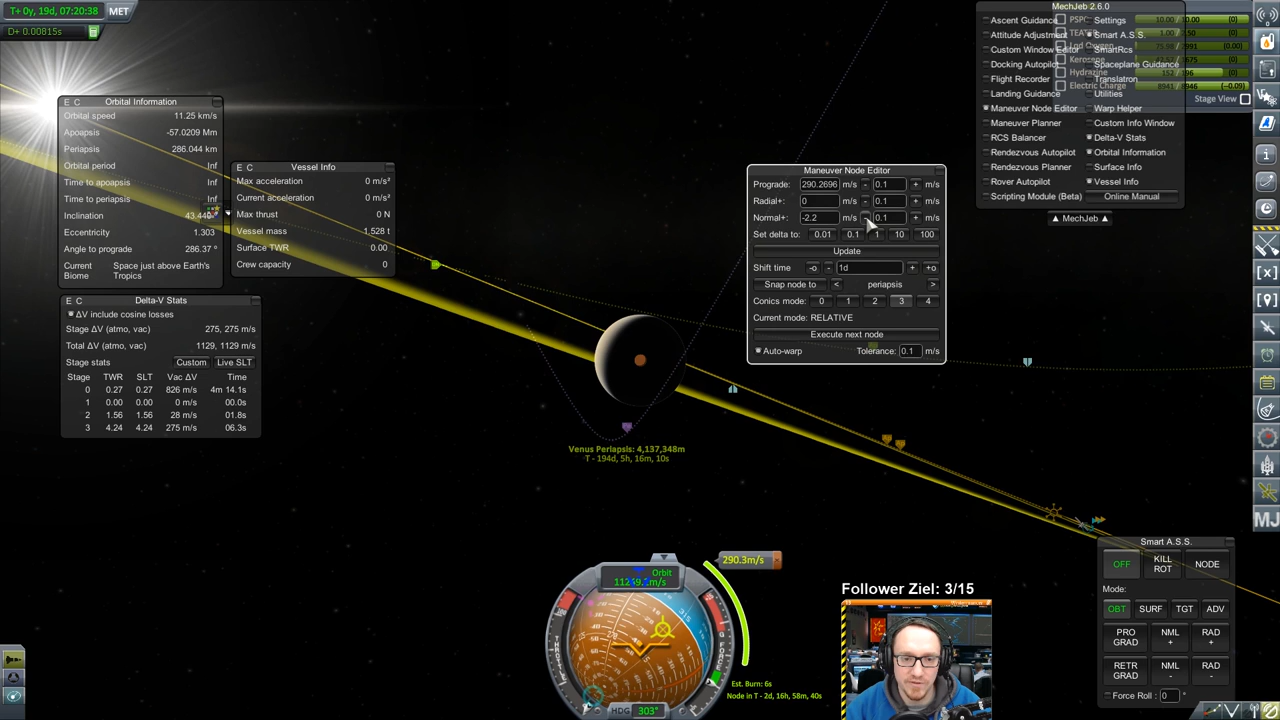 T+ 0y, 19d, 07:20:38 MET
D+ 0.00815s
E C Orbital Information
Orbital speed 11.25 km/s
Apoapsis -57.0209 Mm
Periapsis 286.044 km
Orbital period Inf
Time to apoapsis Inf
Time to periapsis Inf
Inclination 43.440
Eccentricity 1.303
Angle to prograde 286.37 º
Current Biome Space just above Earth's Tropics
E C Vessel Info
Max acceleration 0 m/s²
Current acceleration 0 m/s²
Max thrust 0 N
Vessel mass 1,528 t
Surface TWR 0.00
Crew capacity 0
E C Delta-V Stats
ΔV include cosine losses
Stage ΔV (atmo, vac) 275, 275 m/s
Total ΔV (atmo, vac) 1129, 1129 m/s
Stage stats Custom Live SLT
Stage TWR SLT Vac ΔV Time
0 0.27 0.27 826 m/s 4m 14.1s
1 0.00 0.00 0 m/s 00.0s
2 1.56 1.56 28 m/s 01.8s
3 4.24 4.24 275 m/s 06.3s
Venus Periapsis: 4,137,348m
T - 194d, 5h, 16m, 10s
Maneuver Node Editor
Prograde: 290.2696 m/s - 0.1 + m/s
Radial+: 0 m/s - 0.1 + m/s
Normal+: -2.2 m/s - 0.1 + m/s
Set delta to: 0.01 0.1 1 10 100
Update
Shift time -o - 1d + +o
Snap node to < periapsis >
Conics mode: 0 1 2 3 4
Current mode: RELATIVE
Execute next node
Auto-warp Tolerance: 0.1 m/s
MechJeb 2.6.0
Ascent Guidance Settings
Attitude Adjustment Smart A.S.S.
Custom Window Editor SmartRcs
Docking Autopilot Spaceplane Guidance
Flight Recorder Translatron
Landing Guidance Utilities
Maneuver Node Editor Warp Helper
Maneuver Planner Custom Info Window
RCS Balancer Delta-V Stats
Rendezvous Autopilot Orbital Information
Rendezvous Planner Surface Info
Rover Autopilot Vessel Info
Scripting Module (Beta) Online Manual
▲ MechJeb ▲
Kerosene
Hydrazine
Electric Charge
Stage View
[x]
MJ
Orbit
290.3m/s
Est. Burn: 6s
Node in T - 2d, 16h, 58m, 40s
HDG 303°
Follower Ziel: 3/15
Smart A.S.S.
OFF KILL ROT NODE
Mode:
OBT SURF TGT ADV
PRO GRAD NML + RAD +
RETR GRAD NML - RAD -
Force Roll : 0 °